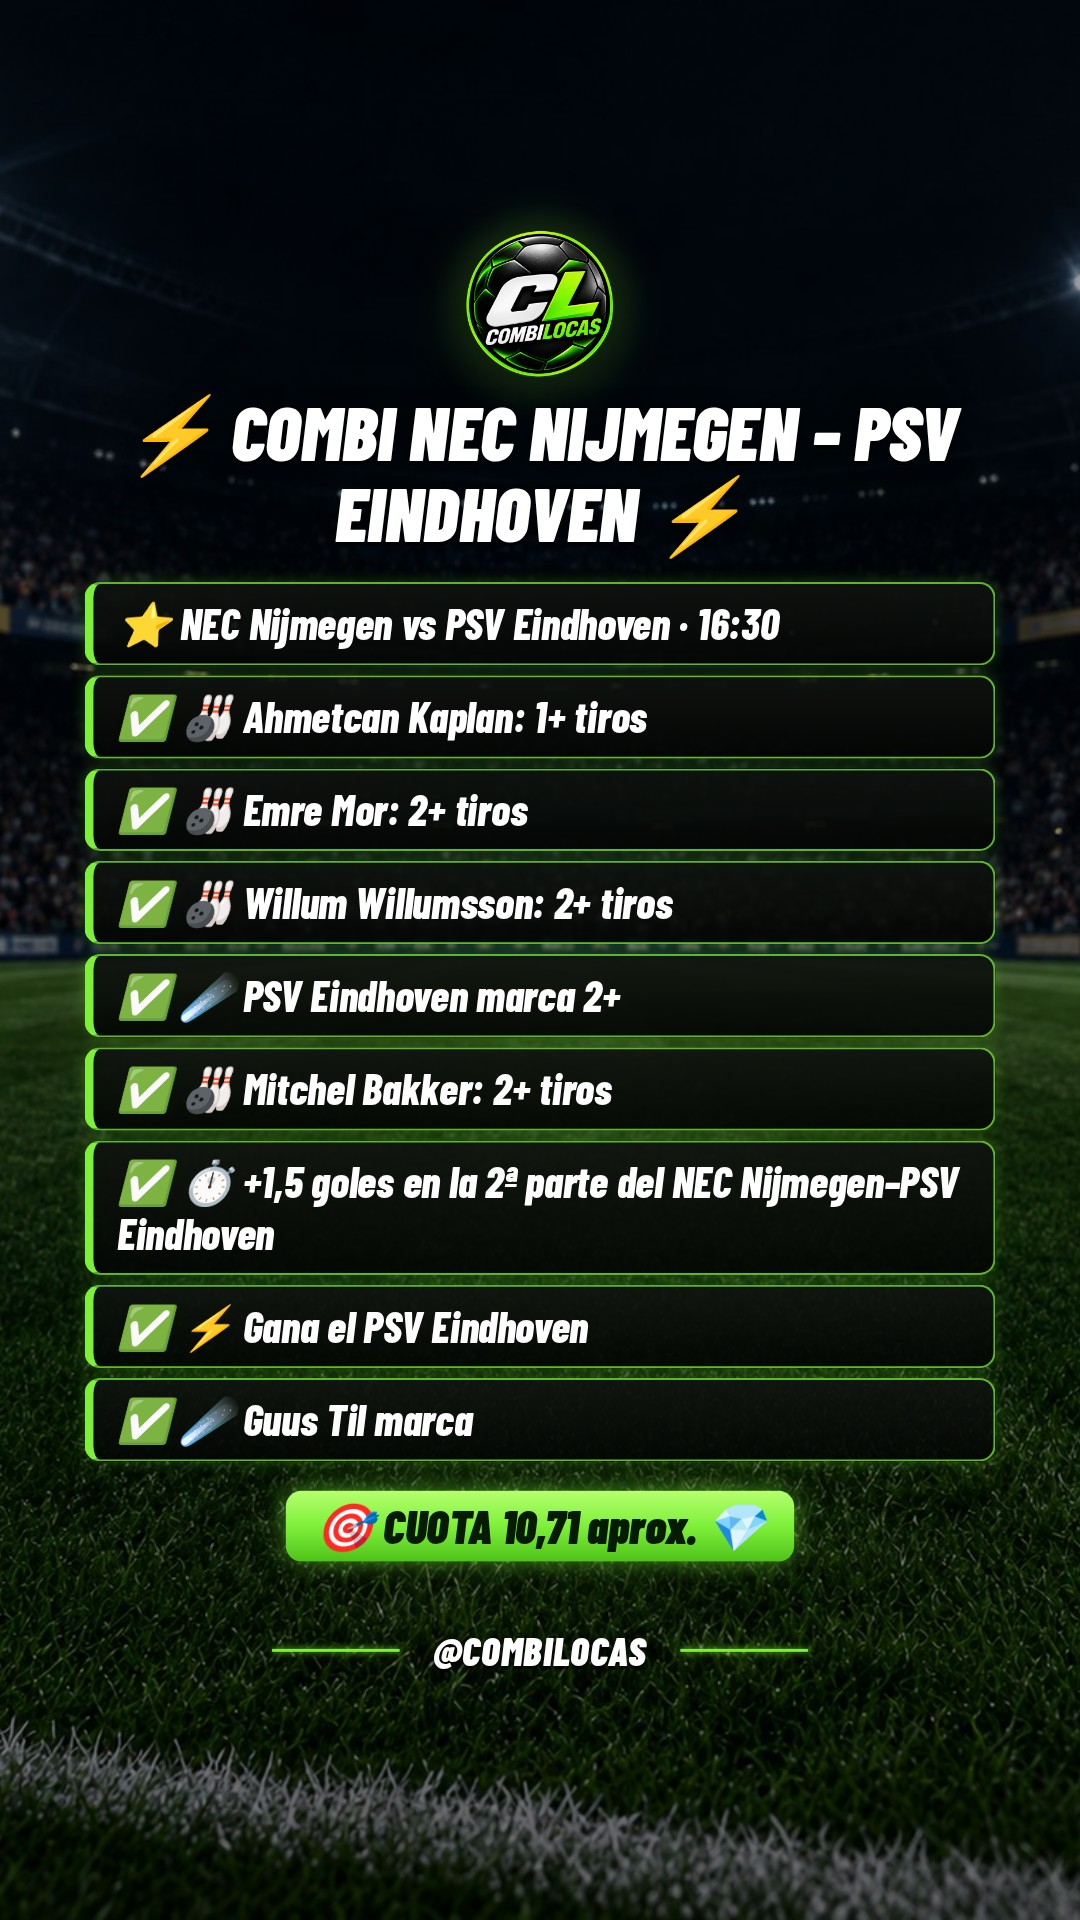 CL
COMBILOCAS
⚡ COMBI NEC NIJMEGEN – PSV
EINDHOVEN ⚡
⭐ NEC Nijmegen vs PSV Eindhoven · 16:30
✅ 🎳 Ahmetcan Kaplan: 1+ tiros
✅ 🎳 Emre Mor: 2+ tiros
✅ 🎳 Willum Willumsson: 2+ tiros
✅ ☄️ PSV Eindhoven marca 2+
✅ 🎳 Mitchel Bakker: 2+ tiros
✅ ⏱️ +1,5 goles en la 2ª parte del NEC Nijmegen–PSV
Eindhoven
✅ ⚡ Gana el PSV Eindhoven
✅ ☄️ Guus Til marca
🎯 CUOTA 10,71 aprox. 💎
@COMBILOCAS